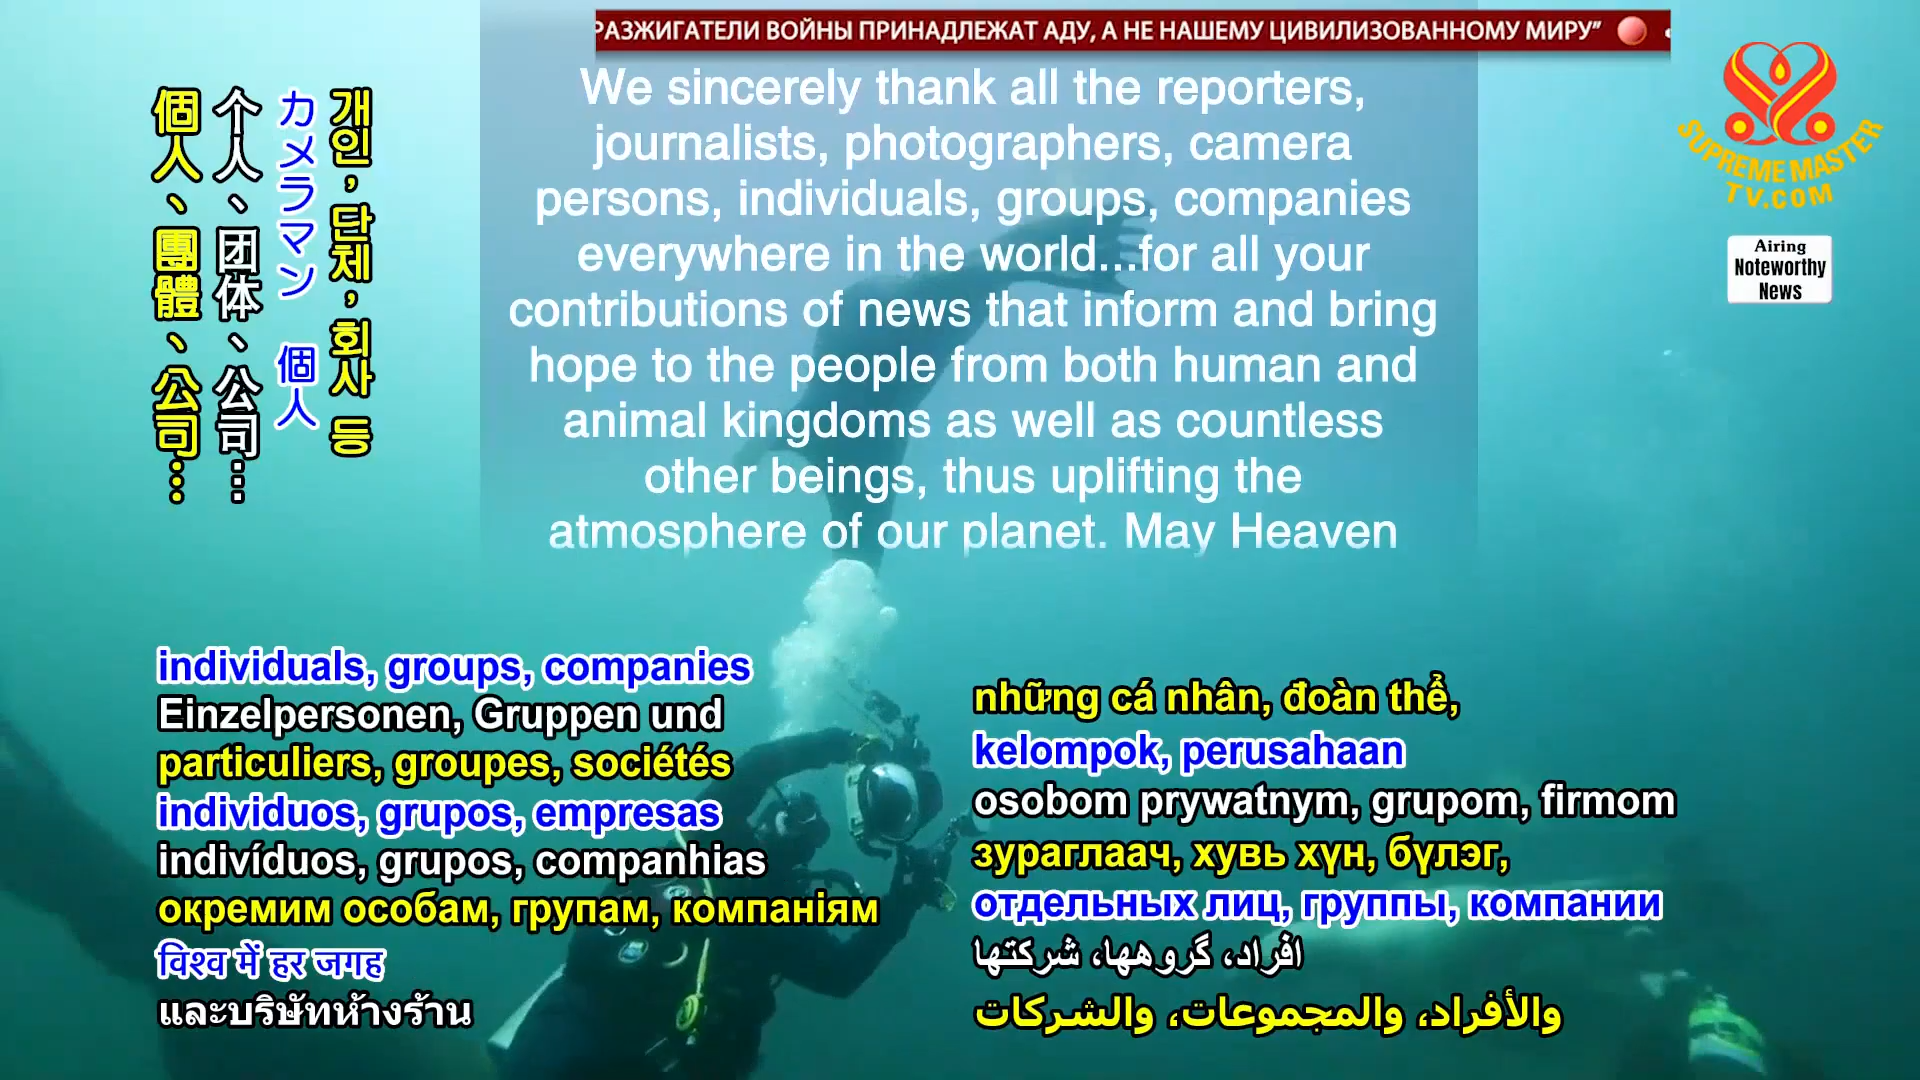 РАЗЖИГАТЕЛИ ВОЙНЫ ПРИНАДЛЕЖАТ АДУ, А НЕ НАШЕМУ ЦИВИЛИЗОВАННОМУ МИРУ”
We sincerely thank all the reporters,
journalists, photographers, camera
persons, individuals, groups, companies
everywhere in the world...for all your
contributions of news that inform and bring
hope to the people from both human and
animal kingdoms as well as countless
other beings, thus uplifting the
atmosphere of our planet. May Heaven
SUPREME MASTER
TV.COM
Airing
Noteworthy
News
개인, 단체, 회사 등
カメラマン 個人
个人、团体、公司…
個人、團體、公司…
individuals, groups, companies
Einzelpersonen, Gruppen und
particuliers, groupes, sociétés
individuos, grupos, empresas
indivíduos, grupos, companhias
окремим особам, групам, компаніям
विश्व में हर जगह
และบริษัทห้างร้าน
những cá nhân, đoàn thể,
kelompok, perusahaan
osobom prywatnym, grupom, firmom
зураглаач, хувь хүн, бүлэг,
отдельных лиц, группы, компании
افراد، گروهها، شرکتها
والأفراد، والمجموعات، والشركات